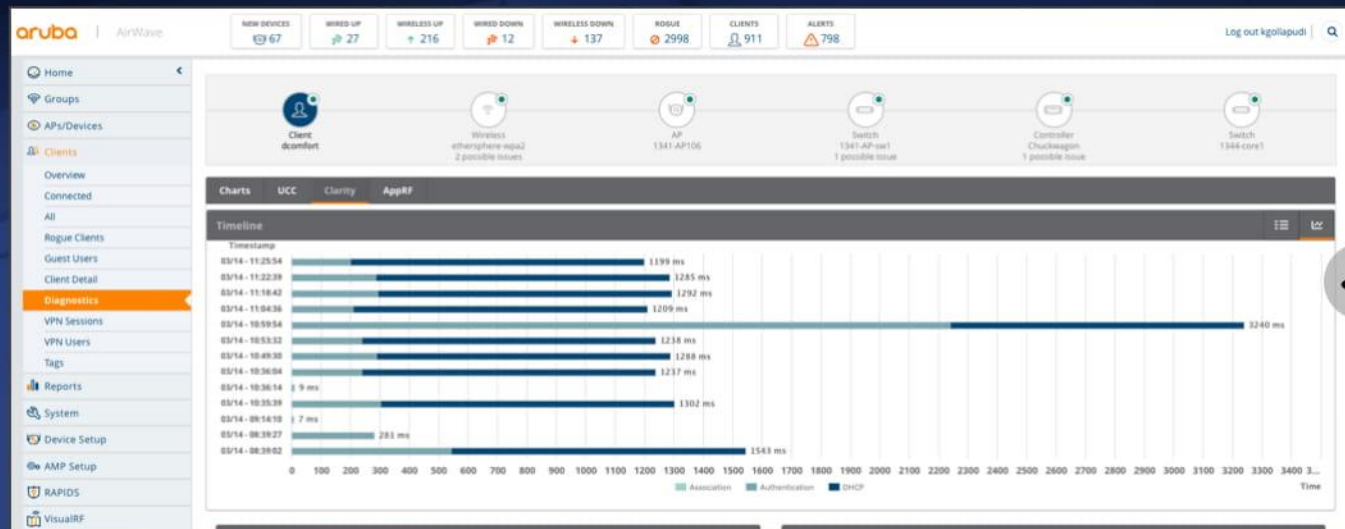 aruba | AirWave
NEW DEVICES
67
WIRED UP
27
WIRELESS UP
216
WIRED DOWN
12
WIRELESS DOWN
137
ROGUE
2998
CLIENTS
911
ALERTS
798
Log out kgollapudi
Home
Groups
APs/Devices
Clients
Overview
Connected
All
Rogue Clients
Guest Users
Client Detail
Diagnostics
VPN Sessions
VPN Users
Tags
Reports
System
Device Setup
AMP Setup
RAPIDS
VisualRF
Client
dcomfort
Wireless
ethersphere-wpa2
2 possible issues
AP
1341-AP106
Switch
1341-AP-sw1
1 possible issue
Controller
Chuckwagon
1 possible issue
Switch
1344-core1
Charts UCC Clarity AppRF
Timeline
Timestamp
03/14 - 11:25:54 1199 ms
03/14 - 11:22:39 1285 ms
03/14 - 11:18:42 1292 ms
03/14 - 11:04:36 1209 ms
03/14 - 10:59:54 3240 ms
03/14 - 10:53:32 1238 ms
03/14 - 10:49:30 1288 ms
03/14 - 10:36:04 1237 ms
03/14 - 10:36:14 9 ms
03/14 - 10:35:39 1302 ms
03/14 - 09:14:10 7 ms
03/14 - 08:39:27 281 ms
03/14 - 08:39:02 1543 ms
0 100 200 300 400 500 600 700 800 900 1000 1100 1200 1300 1400 1500 1600 1700 1800 1900 2000 2100 2200 2300 2400 2500 2600 2700 2800 2900 3000 3100 3200 3300 3400 3...
Association Authentication DHCP
Time